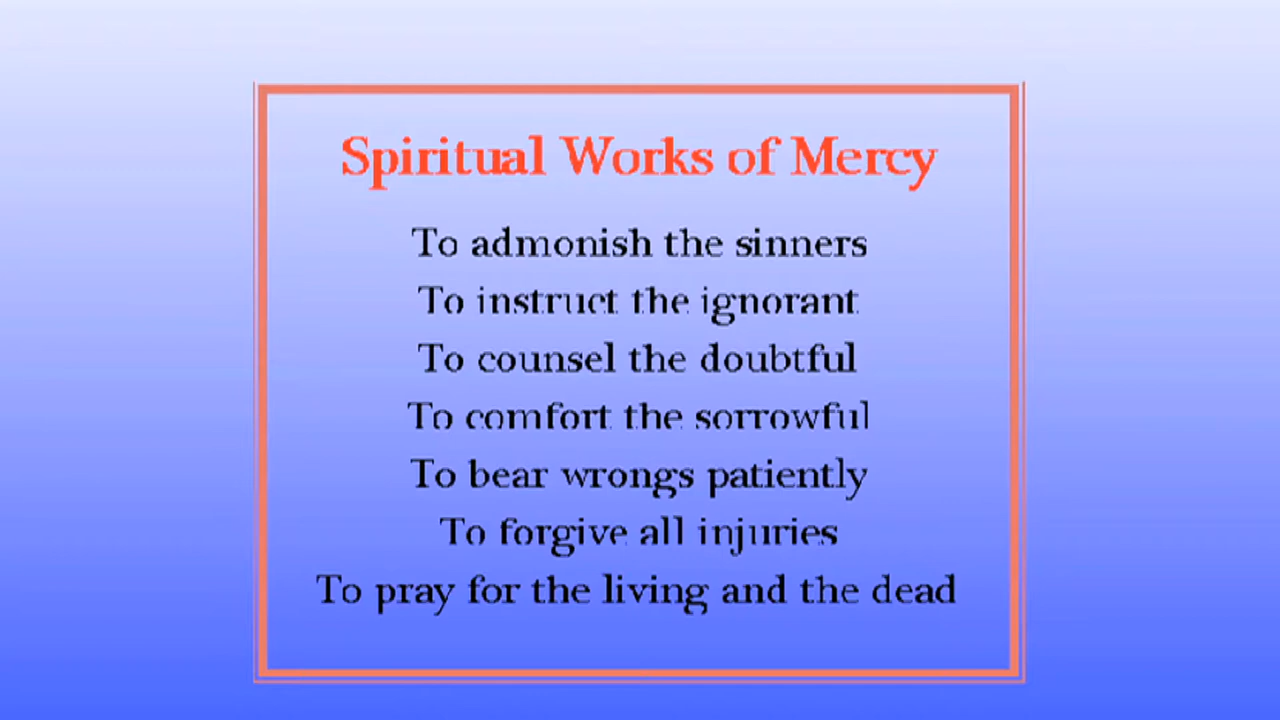 Spiritual Works of Mercy
To admonish the sinners
To instruct the ignorant
To counsel the doubtful
To comfort the sorrowful
To bear wrongs patiently
To forgive all injuries
To pray for the living and the dead